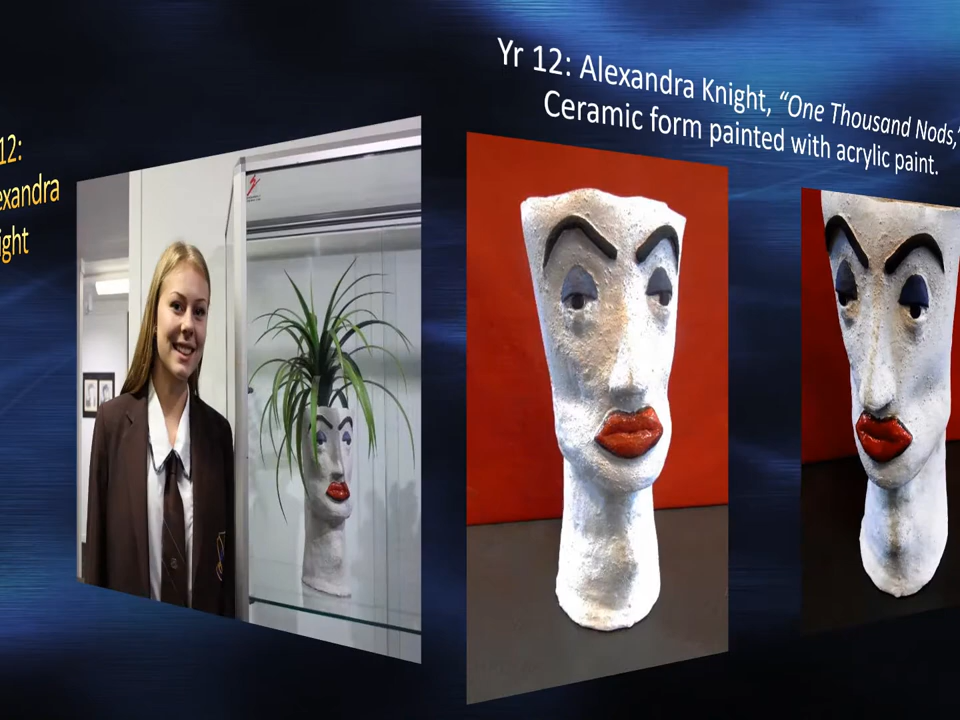 12:
exandra
ight
Yr 12: Alexandra Knight, “One Thousand Nods,”
Ceramic form painted with acrylic paint.